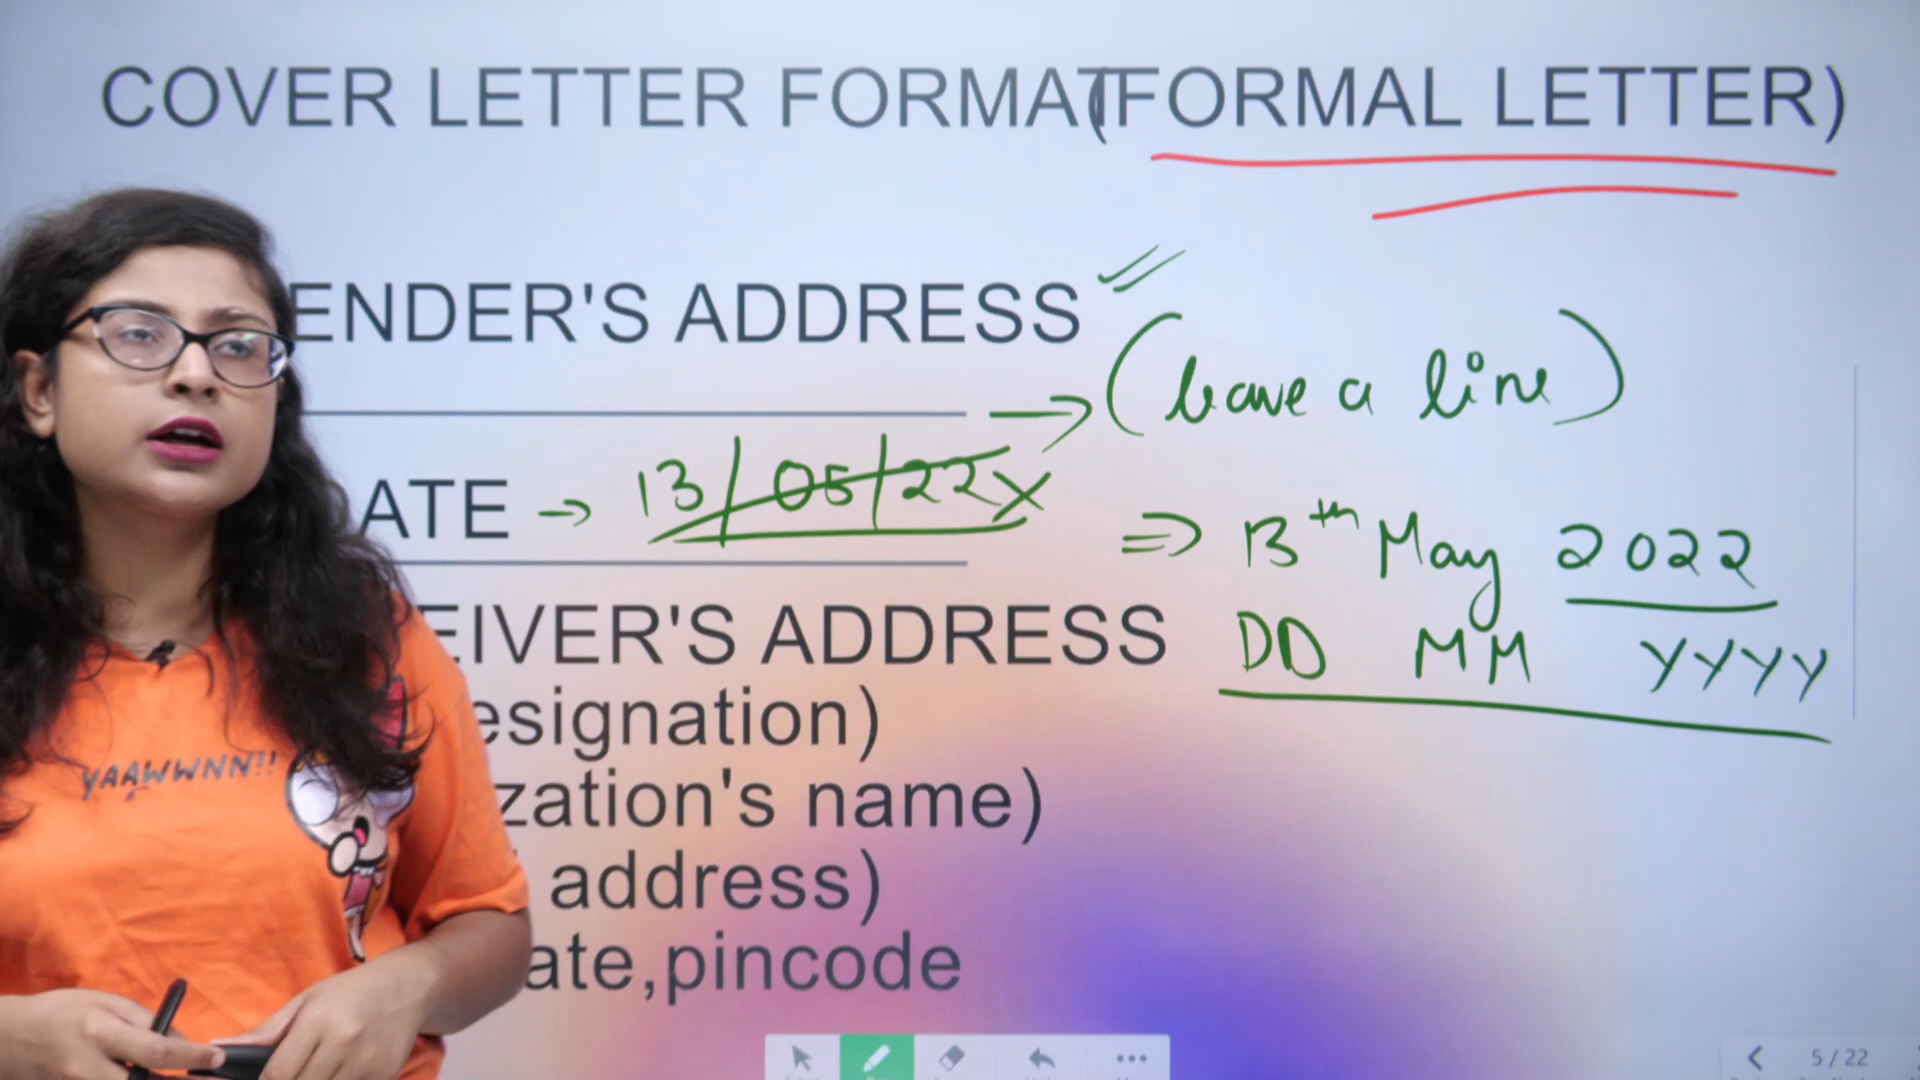 COVER LETTER FORMAT(FORMAL LETTER)
ENDER'S ADDRESS
(leave a line)
ATE → 13/05/22 X
⇒ 13th May 2022
EIVER'S ADDRESS
DD MM YYYY
esignation)
zation's name)
address)
ate,pincode
YAAWWNN!!
5 / 22